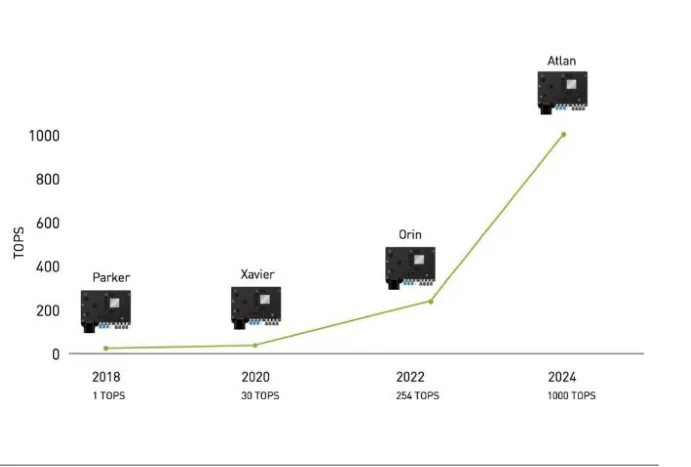 Atlan
1000
800
600
400
200
0
TOPS
Orin
Xavier
Parker
2018
2020
2022
2024
1 TOPS
30 TOPS
254 TOPS
1000 TOPS